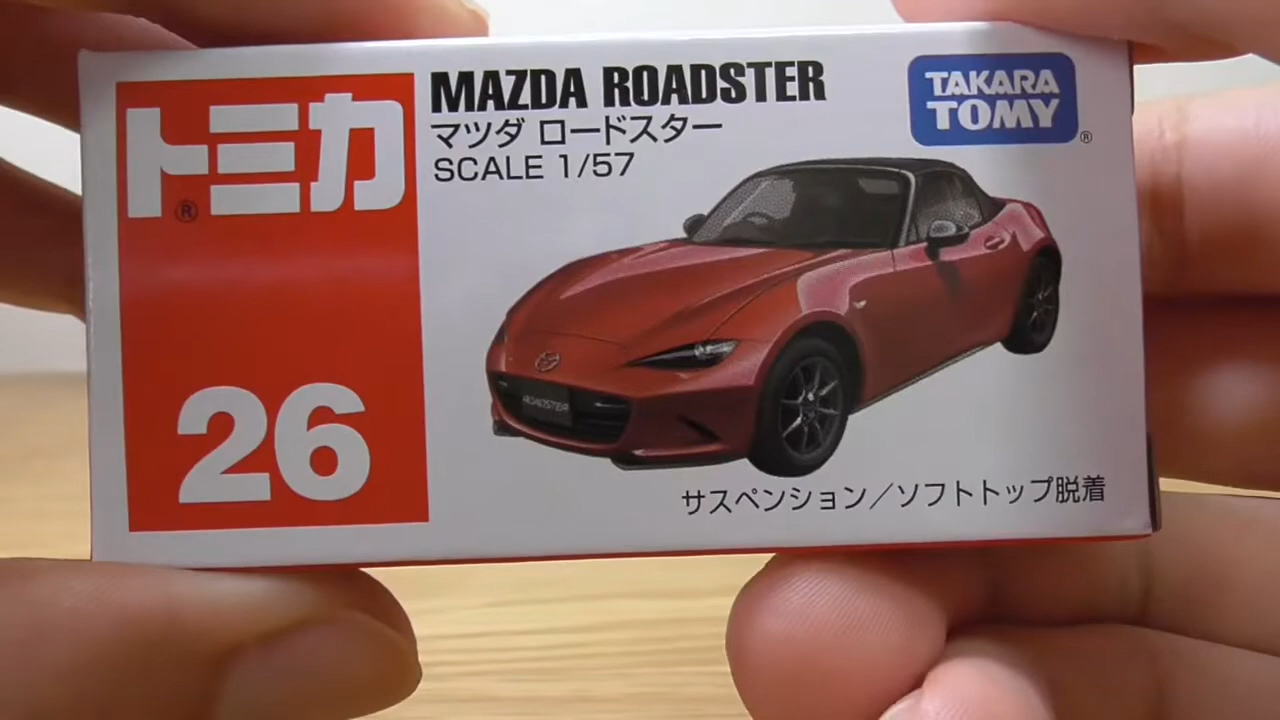 トミカ
®
26
MAZDA ROADSTER
マツダ ロードスター
SCALE 1/57
TAKARA
TOMY
®
ROADSTER
サスペンション／ソフトトップ脱着